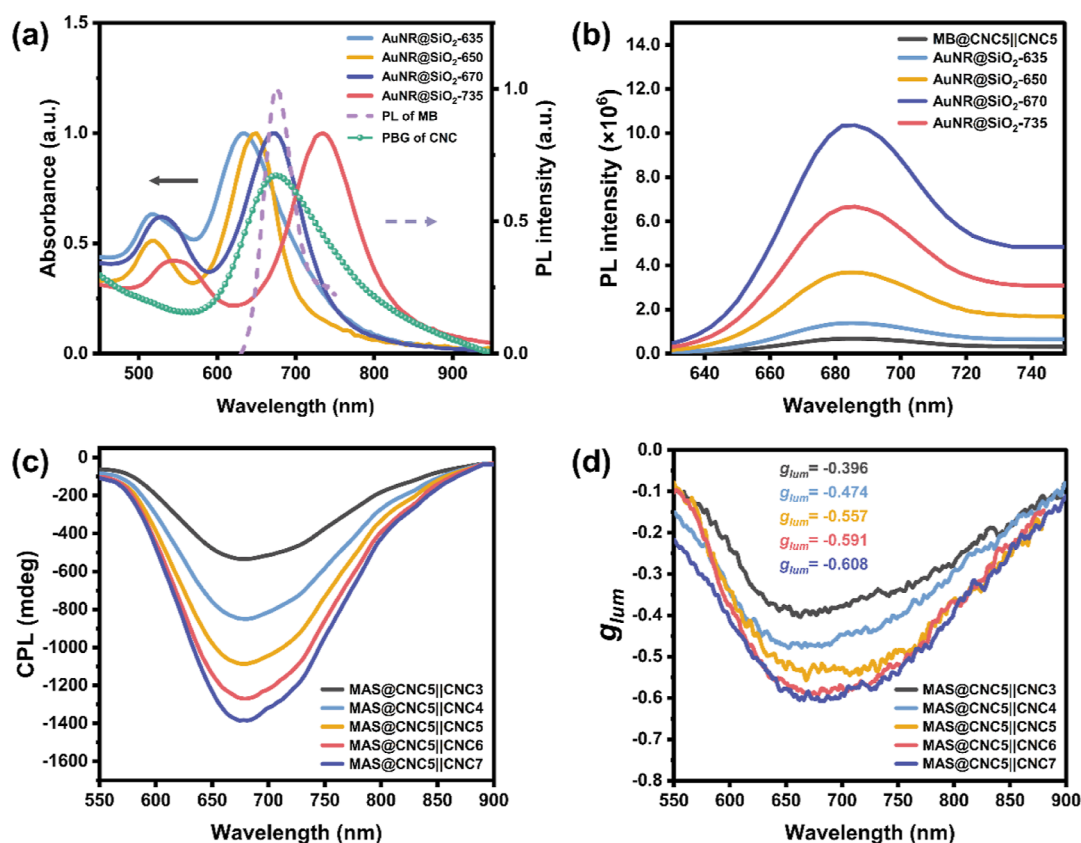 (a)
AuNR@SiO₂-635
AuNR@SiO₂-650
AuNR@SiO₂-670
AuNR@SiO₂-735
PL of MB
PBG of CNC
Absorbance (a.u.)
1.5
1.0
0.5
0.0
PL intensity (a.u.)
1.0
0.5
0.0
500 600 700 800 900
Wavelength (nm)
(b)
MB@CNC5||CNC5
AuNR@SiO₂-635
AuNR@SiO₂-650
AuNR@SiO₂-670
AuNR@SiO₂-735
PL intensity (×10⁶)
14.0
12.0
10.0
8.0
6.0
4.0
2.0
0.0
640 660 680 700 720 740
Wavelength (nm)
(c)
CPL (mdeg)
0
-200
-400
-600
-800
-1000
-1200
-1400
-1600
MAS@CNC5||CNC3
MAS@CNC5||CNC4
MAS@CNC5||CNC5
MAS@CNC5||CNC6
MAS@CNC5||CNC7
550 600 650 700 750 800 850 900
Wavelength (nm)
(d)
g_lum
0.0
-0.1
-0.2
-0.3
-0.4
-0.5
-0.6
-0.7
-0.8
g_lum= -0.396
g_lum= -0.474
g_lum= -0.557
g_lum= -0.591
g_lum= -0.608
MAS@CNC5||CNC3
MAS@CNC5||CNC4
MAS@CNC5||CNC5
MAS@CNC5||CNC6
MAS@CNC5||CNC7
550 600 650 700 750 800 850 900
Wavelength (nm)